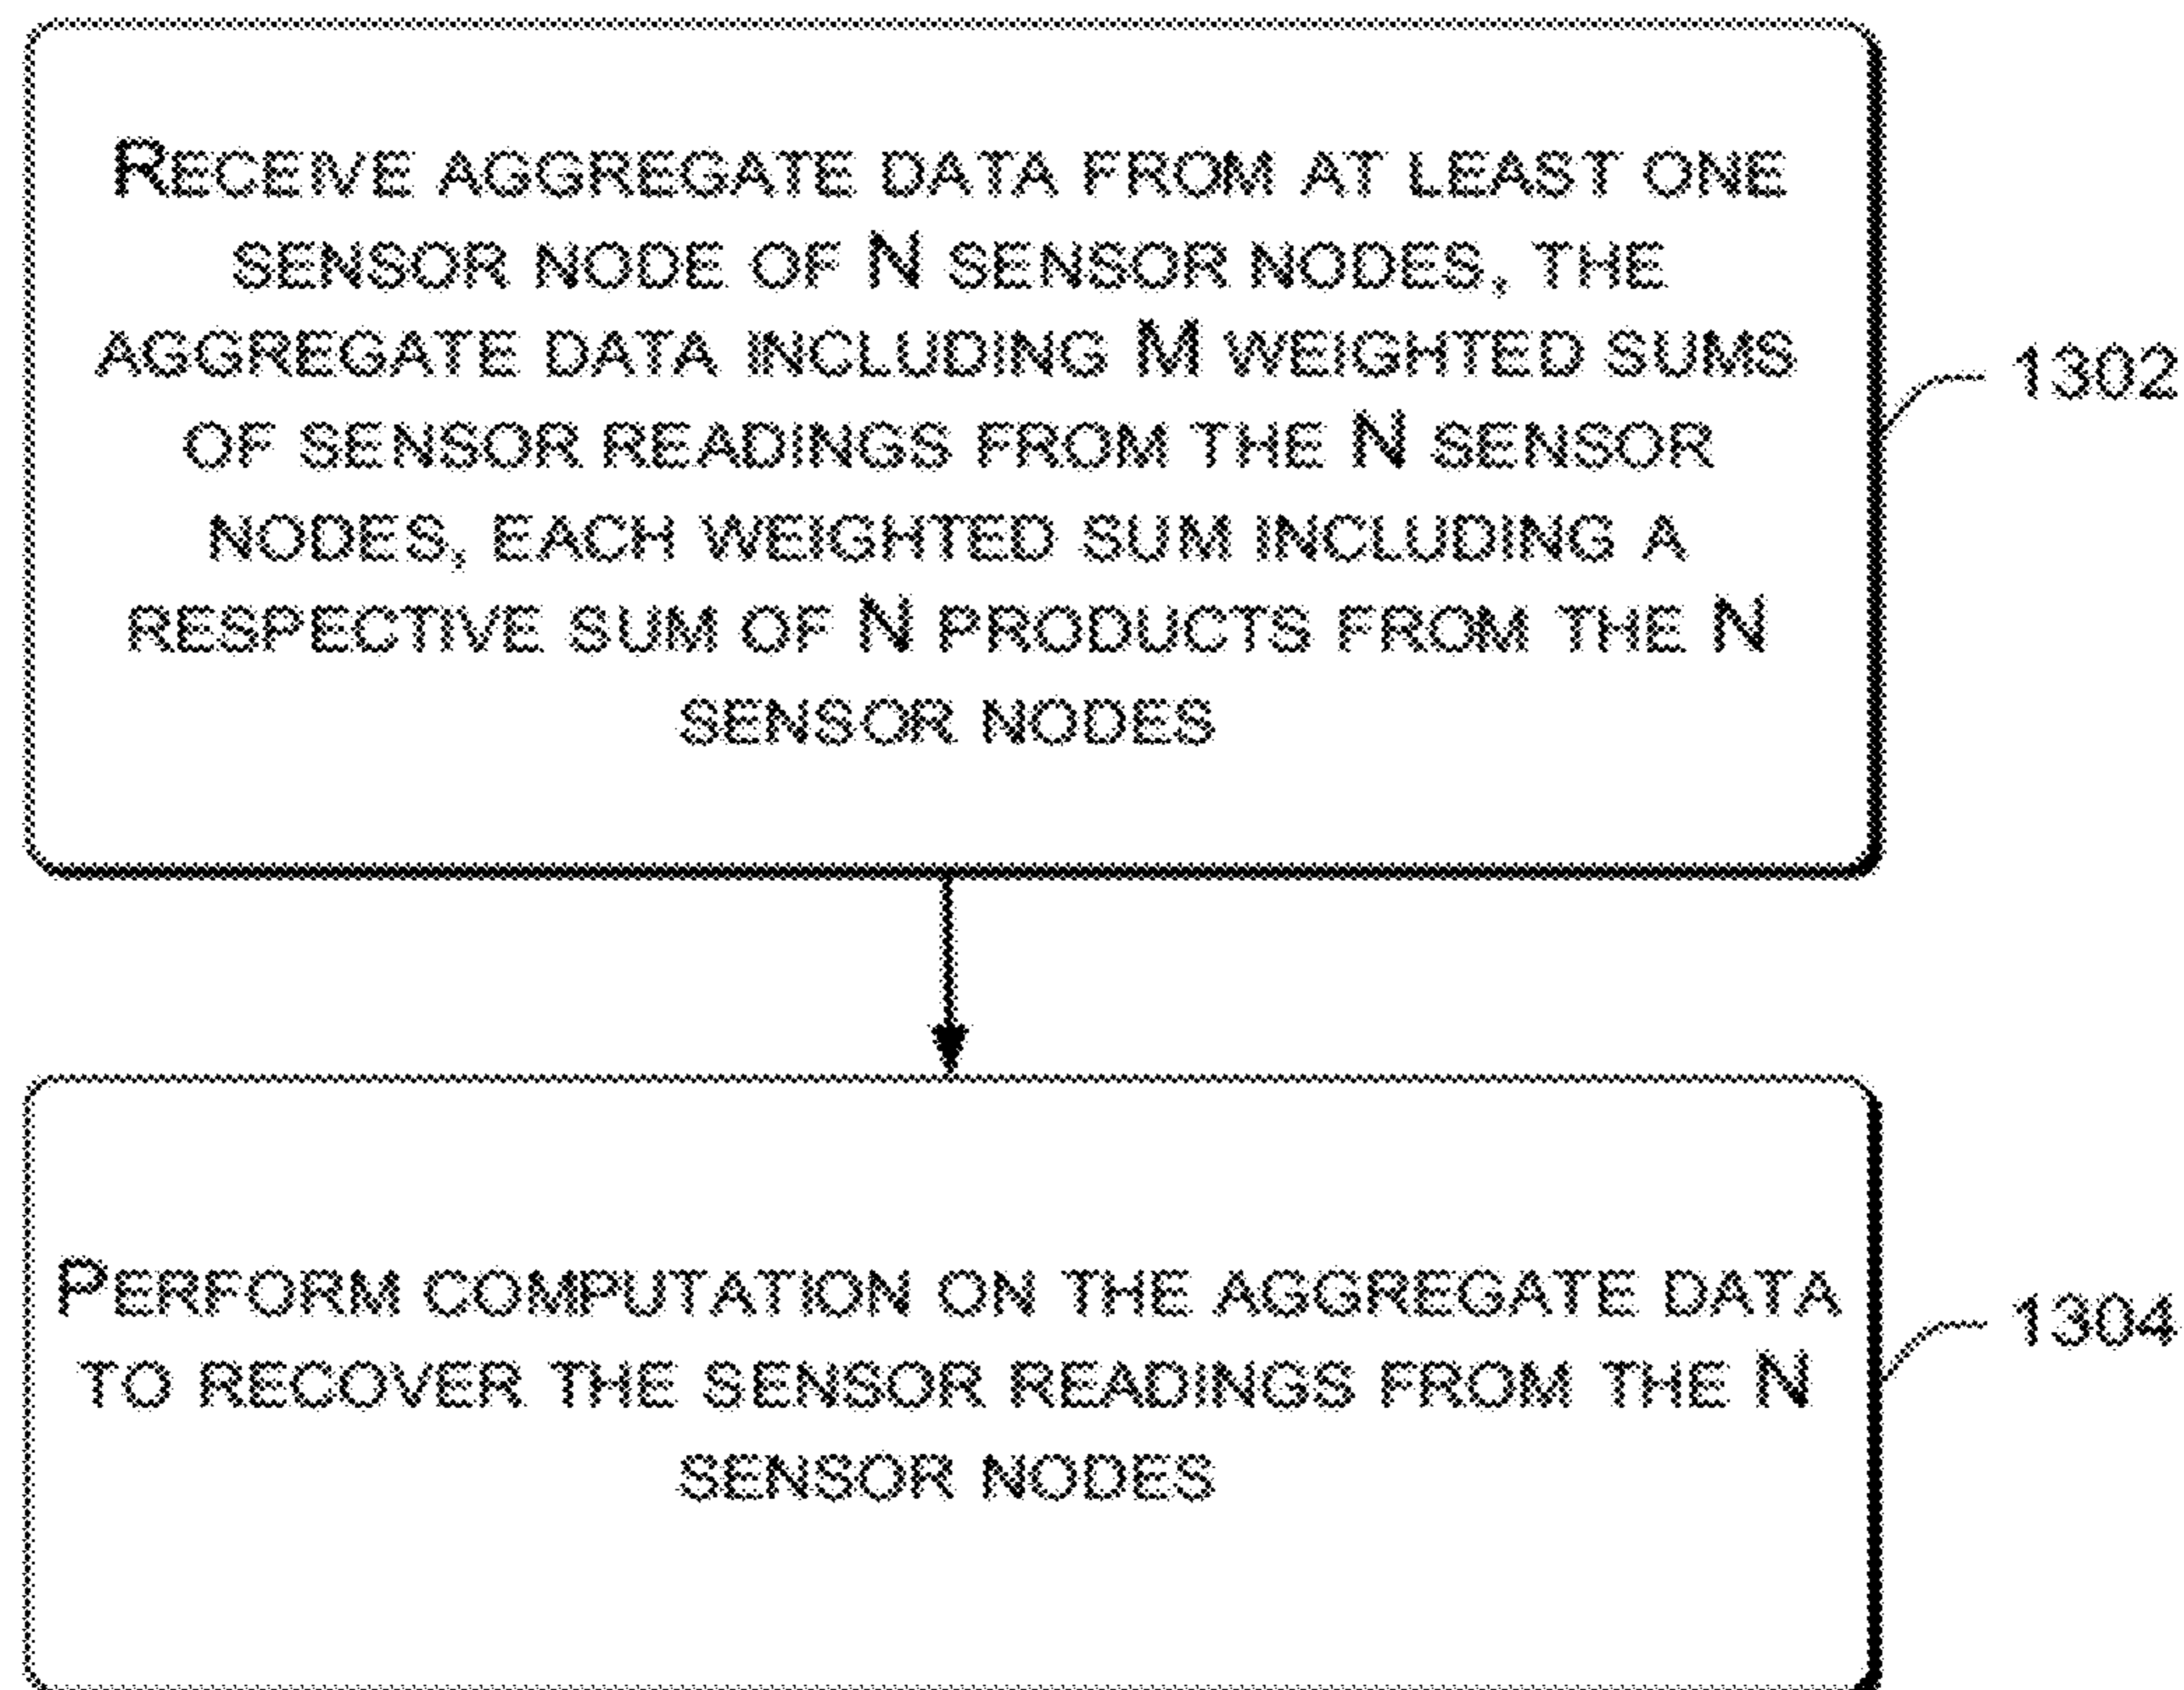 RECEIVE AGGREGATE DATA FROM AT LEAST ONE
SENSOR NODE OF N SENSOR NODES, THE
AGGREGATE DATA INCLUDING M WEIGHTED SUMS
OF SENSOR READINGS FROM THE N SENSOR
NODES, EACH WEIGHTED SUM INCLUDING A
RESPECTIVE SUM OF N PRODUCTS FROM THE N
SENSOR NODES
1302
PERFORM COMPUTATION ON THE AGGREGATE DATA
TO RECOVER THE SENSOR READINGS FROM THE N
SENSOR NODES
1304